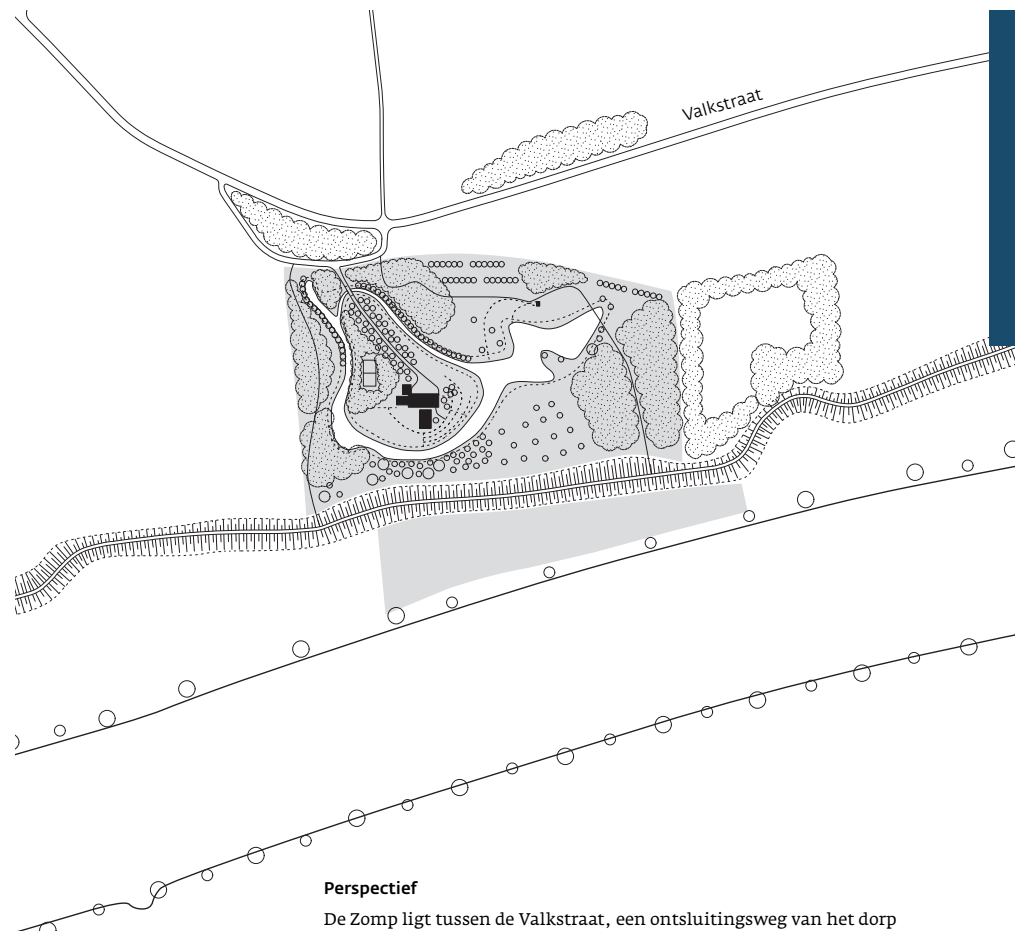 Valkstraat
Perspectief
De Zomp ligt tussen de Valkstraat, een ontsluitingsweg van het dorp